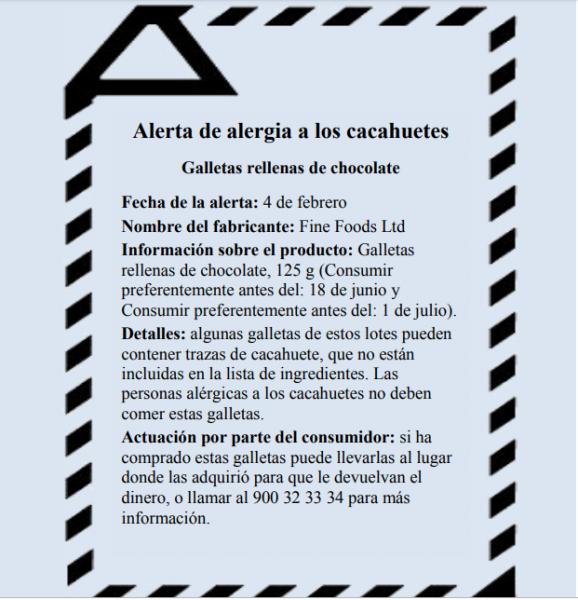 Alerta de alergia a los cacahuetes
Galletas rellenas de chocolate
Fecha de la alerta: 4 de febrero
Nombre del fabricante: Fine Foods Ltd
Información sobre el producto: Galletas
rellenas de chocolate, 125 g (Consumir
preferentemente antes del: 18 de junio y
Consumir preferentemente antes del: 1 de julio).
Detalles: algunas galletas de estos lotes pueden
contener trazas de cacahuete, que no están
incluidas en la lista de ingredientes. Las
personas alérgicas a los cacahuetes no deben
comer estas galletas.
Actuación por parte del consumidor: si ha
comprado estas galletas puede llevarlas al lugar
donde las adquirió para que le devuelvan el
dinero, o llamar al 900 32 33 34 para más
información.